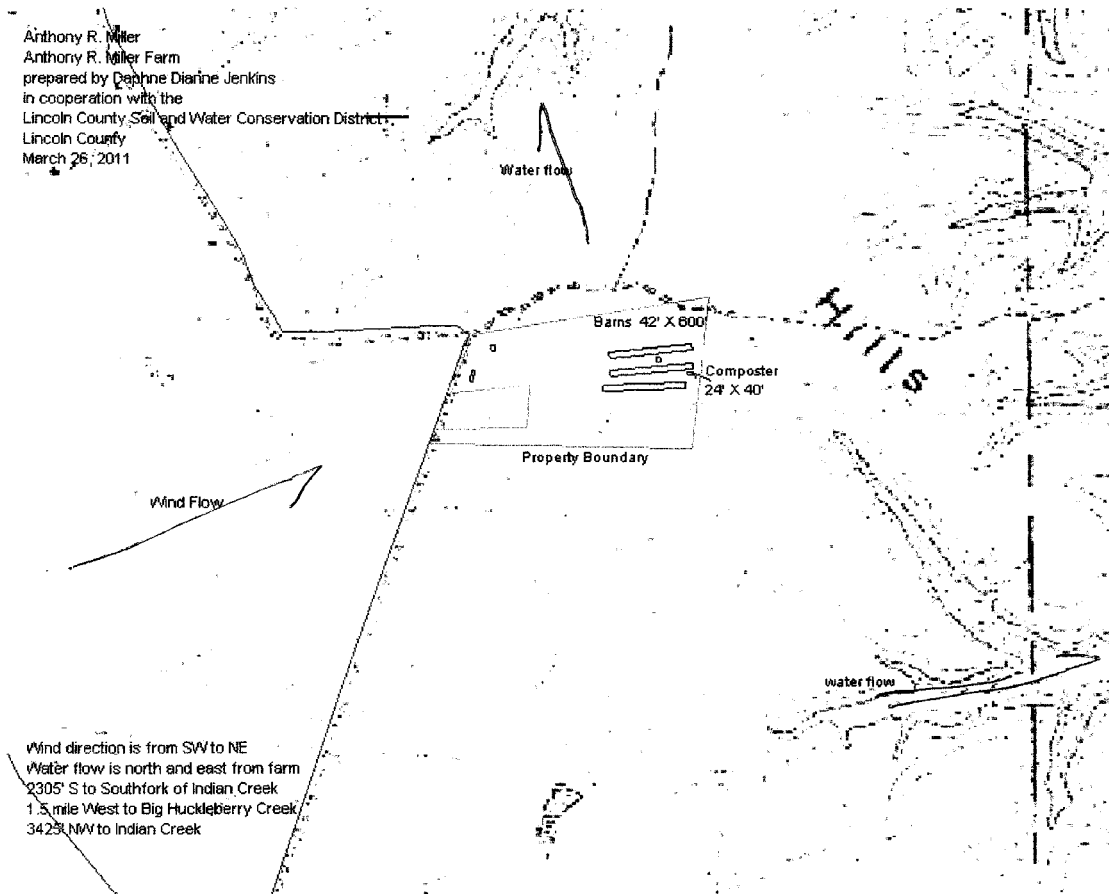 Anthony R. Miller
Anthony R. Miller Farm
prepared by Daphne Dianne Jenkins
in cooperation with the
Lincoln County Soil and Water Conservation District
Lincoln County
March 26, 2011
Water flow
Hills
Barns 42' X 600'
Composter
24' X 40'
Property Boundary
Wind Flow
water flow
Wind direction is from SW to NE
Water flow is north and east from farm
2305' S to Southfork of Indian Creek
1.5 mile West to Big Huckleberry Creek
3425' NW to Indian Creek